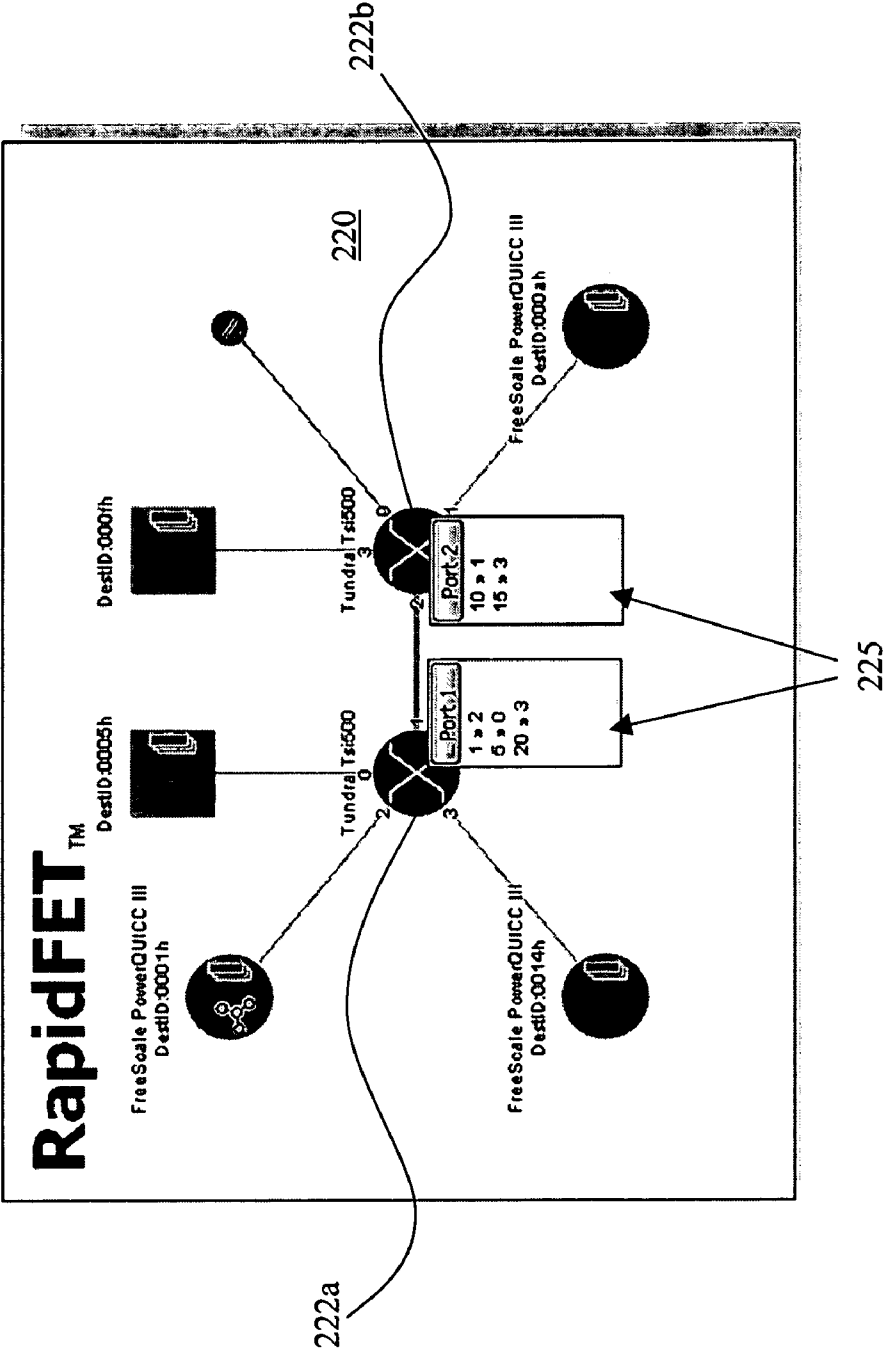 RapidFET™
FreeScale PowerQUICC III
DestID:0001h
DestID:0005h
DestID:000fh
220
222b
2
Tundra Tsi500
0
1
3
Tundra Tsi500
3
0
2
1
Port 1
1 » 2
5 » 0
20 » 3
Port 2
10 » 1
15 » 3
FreeScale PowerQUICC III
DestID:0014h
FreeScale PowerQUICC III
DestID:000ah
222a
225